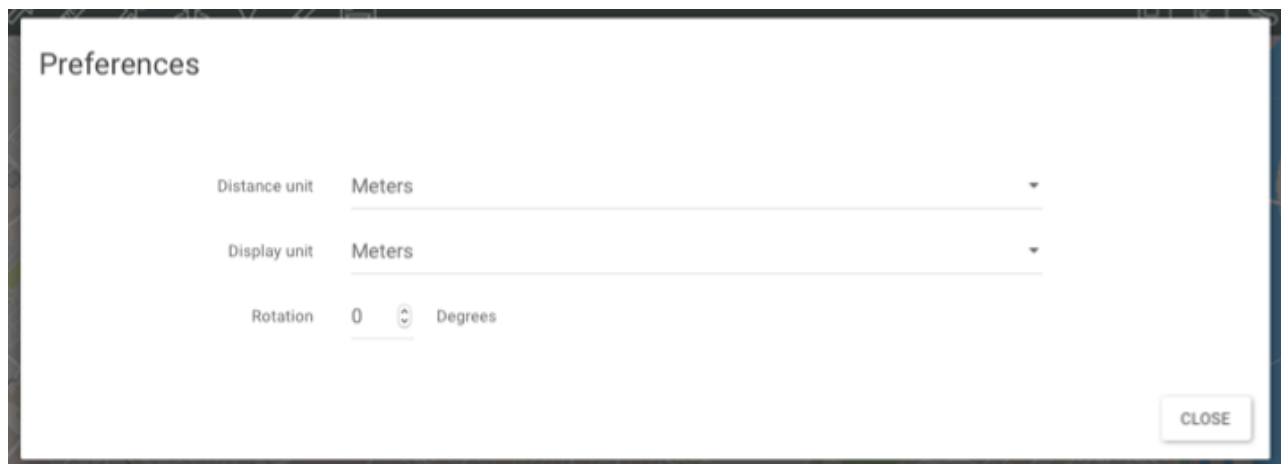 Preferences
Distance unit Meters
Display unit Meters
Rotation 0 Degrees
CLOSE